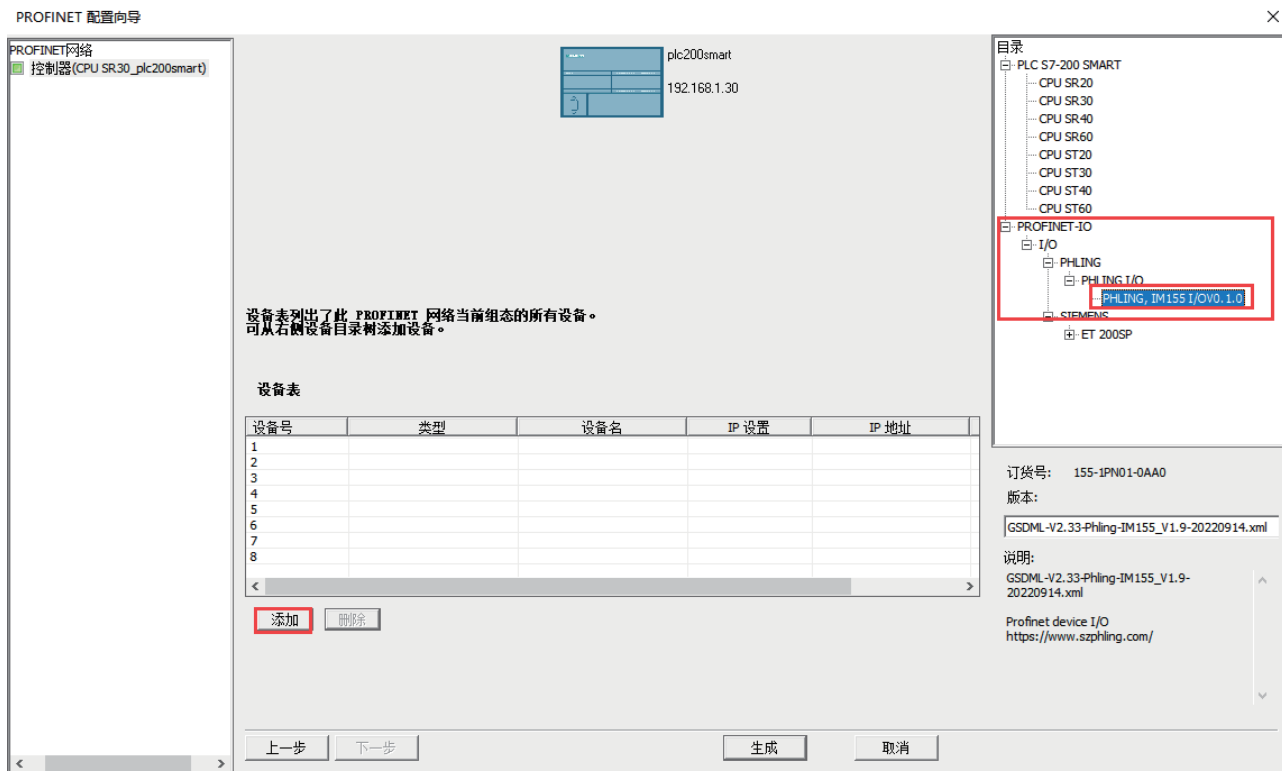 PROFINET 配置向导
PROFINET网络
控制器(CPU SR30_plc200smart)
plc200smart
192.168.1.30
设备表列出了此 PROFINET 网络当前组态的所有设备。
可从右侧设备目录树添加设备。
设备表
设备号 类型 设备名 IP 设置 IP 地址
1
2
3
4
5
6
7
8
添加 删除
上一步 下一步 生成 取消
目录
PLC S7-200 SMART
CPU SR20
CPU SR30
CPU SR40
CPU SR60
CPU ST20
CPU ST30
CPU ST40
CPU ST60
PROFINET-IO
I/O
PHLING
PHLING I/O
PHLING, IM155 I/OV0.1.0
SIEMENS
ET 200SP
订货号: 155-1PN01-0AA0
版本:
GSDML-V2.33-Phling-IM155_V1.9-20220914.xml
说明:
GSDML-V2.33-Phling-IM155_V1.9-
20220914.xml
Profinet device I/O
https://www.szphling.com/